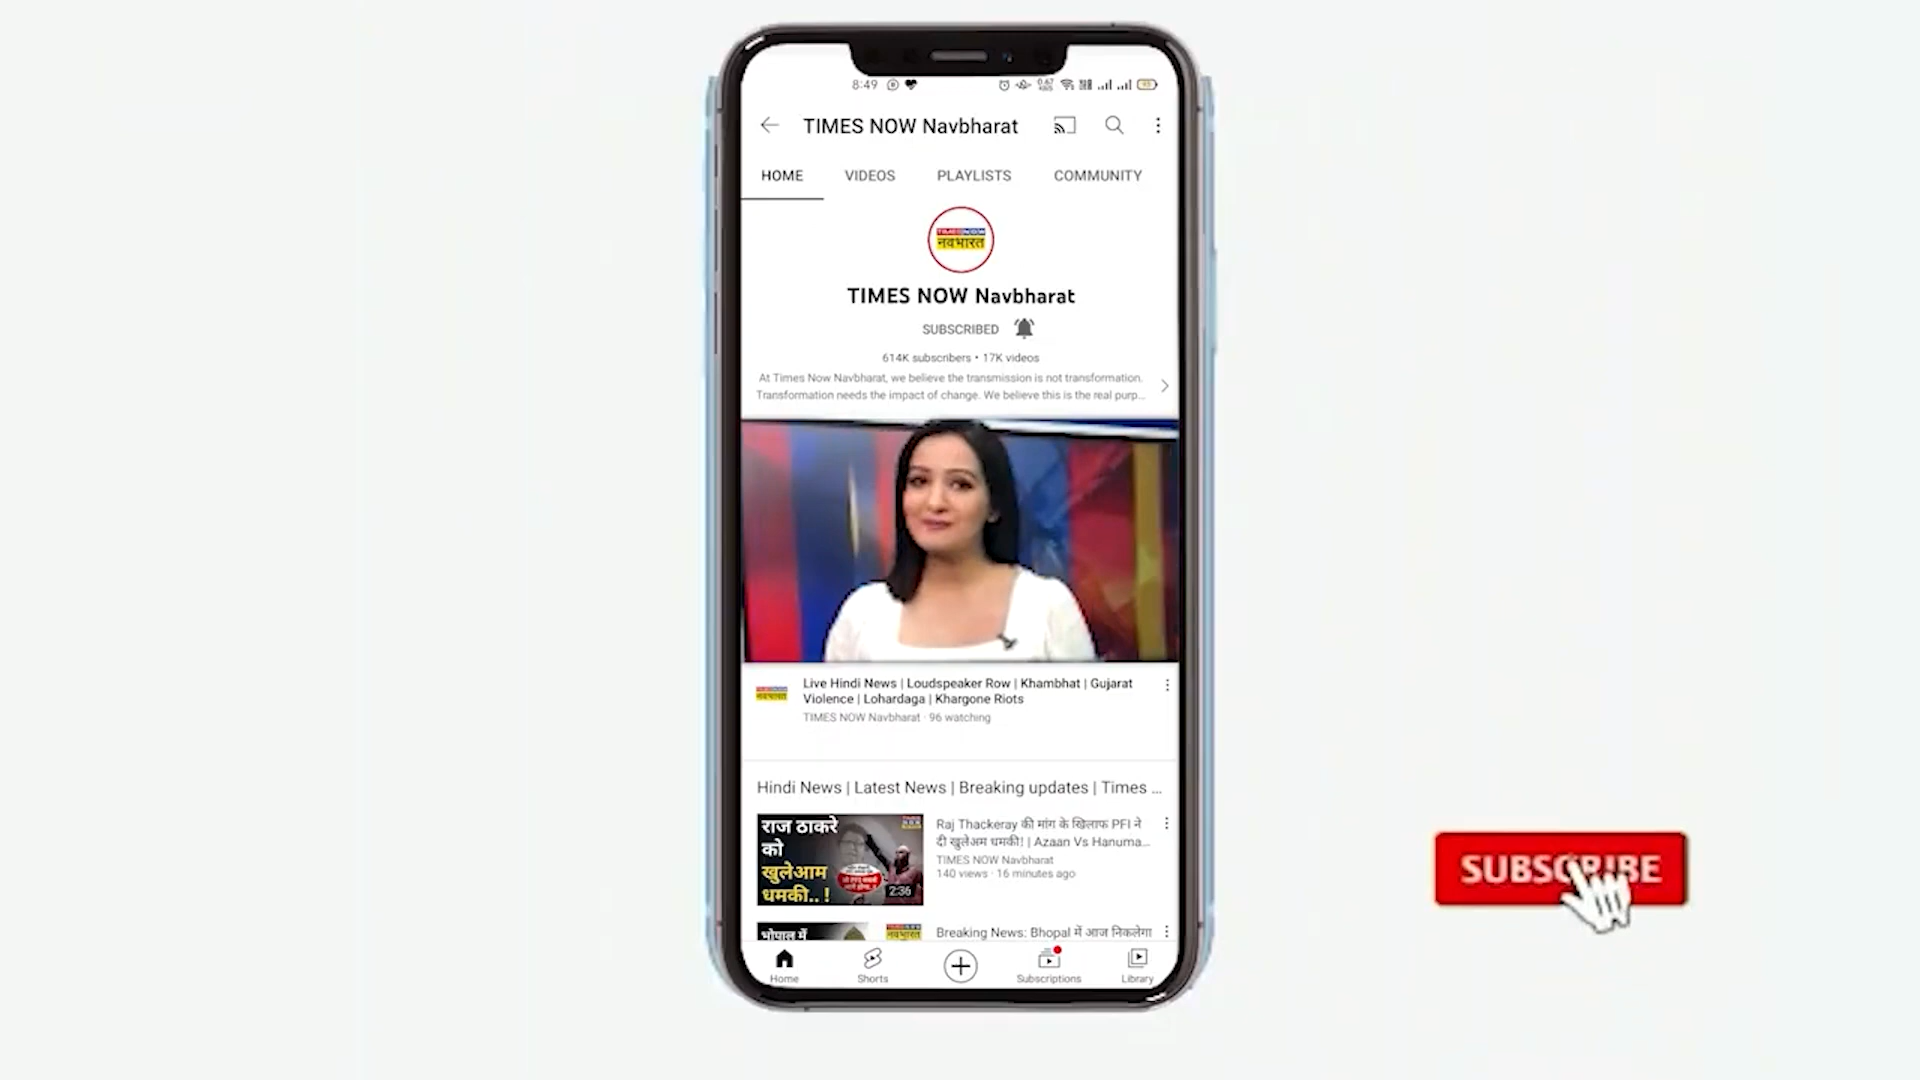 8:49
TIMES NOW Navbharat
HOME VIDEOS PLAYLISTS COMMUNITY
TIMES NOW
नवभारत
TIMES NOW Navbharat
SUBSCRIBED
614K subscribers • 17K videos
At Times Now Navbharat, we believe the transmission is not transformation.
Transformation needs the impact of change. We believe this is the real purp...
Live Hindi News | Loudspeaker Row | Khambhat | Gujarat
Violence | Lohardaga | Khargone Riots
TIMES NOW Navbharat · 96 watching
Hindi News | Latest News | Breaking updates | Times ...
राज ठाकरे
को
खुलेआम
धमकी.. !
2:36
Raj Thackeray की मांग के खिलाफ PFI ने
दी खुलेअम धमकी! | Azaan Vs Hanuma...
TIMES NOW Navbharat
140 views · 16 minutes ago
भोपाल में
नवभारत
Breaking News: Bhopal में आज निकलेगा
Home Shorts Subscriptions Library
SUBSCRIBE